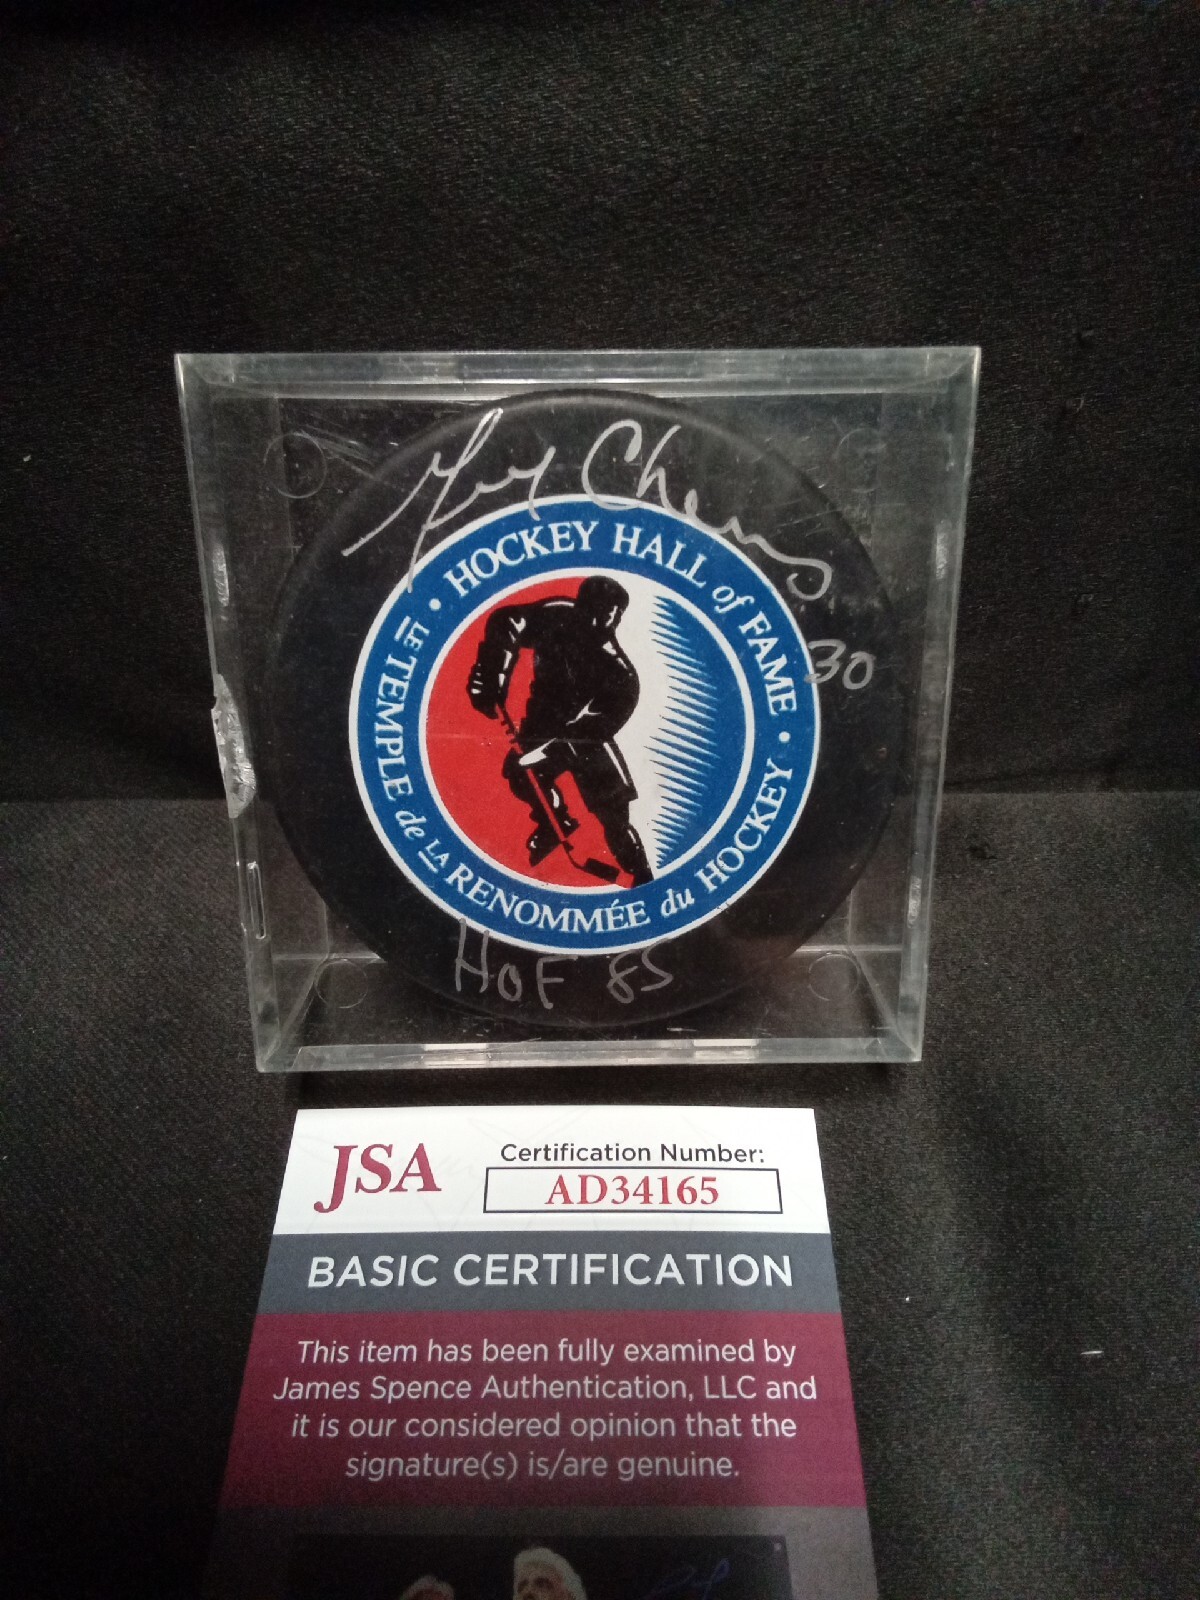 Gerry Cheevers
30
HOCKEY HALL of FAME •
LE TEMPLE de LA RENOMMÉE du HOCKEY •
HOF 85
JSA
Certification Number:
AD34165
BASIC CERTIFICATION
This item has been fully examined by
James Spence Authentication, LLC and
it is our considered opinion that the
signature(s) is/are genuine.